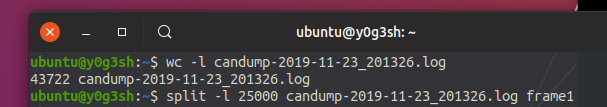 ubuntu@y0g3sh: ~
ubuntu@y0g3sh:~$ wc -l candump-2019-11-23_201326.log
43722 candump-2019-11-23_201326.log
ubuntu@y0g3sh:~$ split -l 25000 candump-2019-11-23_201326.log frame1